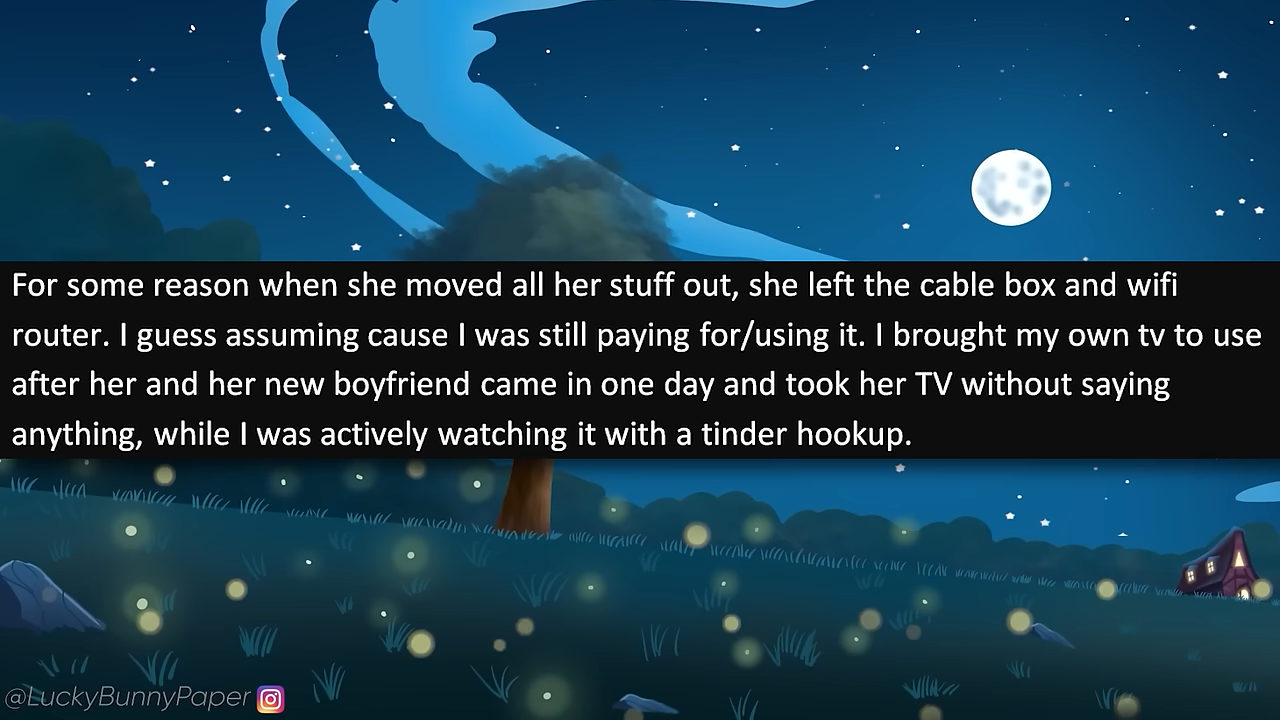 For some reason when she moved all her stuff out, she left the cable box and wifi
router. I guess assuming cause I was still paying for/using it. I brought my own tv to use
after her and her new boyfriend came in one day and took her TV without saying
anything, while I was actively watching it with a tinder hookup.
@LuckyBunnyPaper